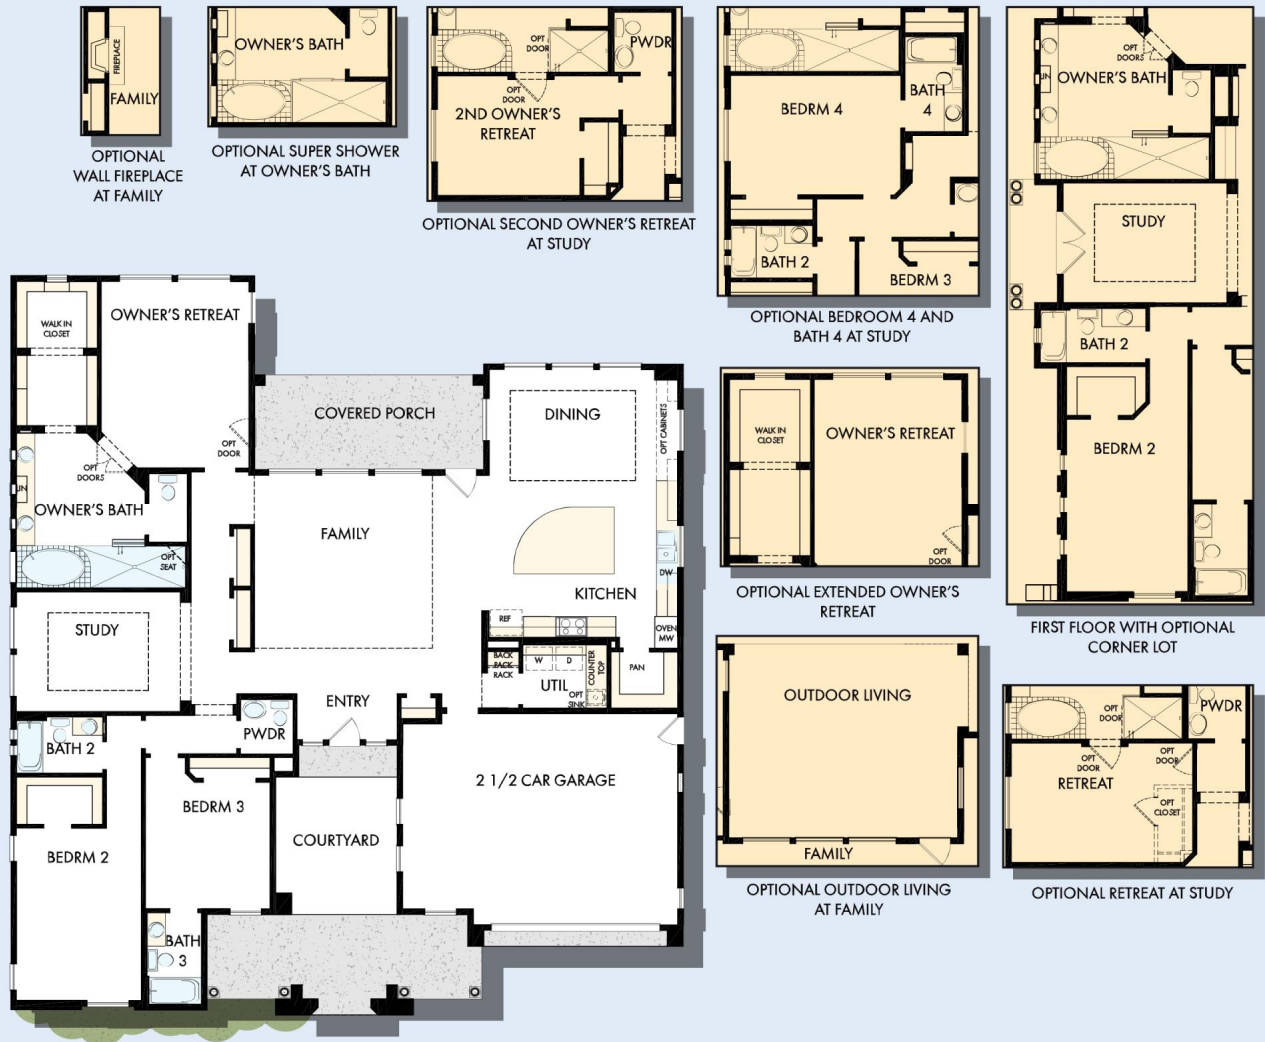 FIREPLACE
FAMILY
OPTIONAL
WALL FIREPLACE
AT FAMILY
OWNER'S BATH
OPTIONAL SUPER SHOWER
AT OWNER'S BATH
OPT
DOOR
PWDR
OPT
DOOR
2ND OWNER'S
RETREAT
OPTIONAL SECOND OWNER'S RETREAT
AT STUDY
BEDRM 4
BATH
4
BATH 2
BEDRM 3
OPTIONAL BEDROOM 4 AND
BATH 4 AT STUDY
OPT
DOORS
LIN
OWNER'S BATH
STUDY
BATH 2
BEDRM 2
FIRST FLOOR WITH OPTIONAL
CORNER LOT
WALK IN
CLOSET
OWNER'S RETREAT
OPT
DOOR
COVERED PORCH
DINING
OPT CABINETS
OPT
DOORS
LIN
OWNER'S BATH
OPT
SEAT
FAMILY
DW
KITCHEN
REF
OVEN
MW
STUDY
BACK
PACK
RACK
W
D
COUNTER
TOP
UTIL
OPT
SINK
PAN
ENTRY
PWDR
BATH 2
BEDRM 3
2 1/2 CAR GARAGE
COURTYARD
BEDRM 2
BATH
3
WALK IN
CLOSET
OWNER'S RETREAT
OPT
DOOR
OPTIONAL EXTENDED OWNER'S
RETREAT
OUTDOOR LIVING
FAMILY
OPTIONAL OUTDOOR LIVING
AT FAMILY
OPT
DOOR
PWDR
OPT
DOOR
OPT
DOOR
RETREAT
OPT
CLOSET
OPTIONAL RETREAT AT STUDY